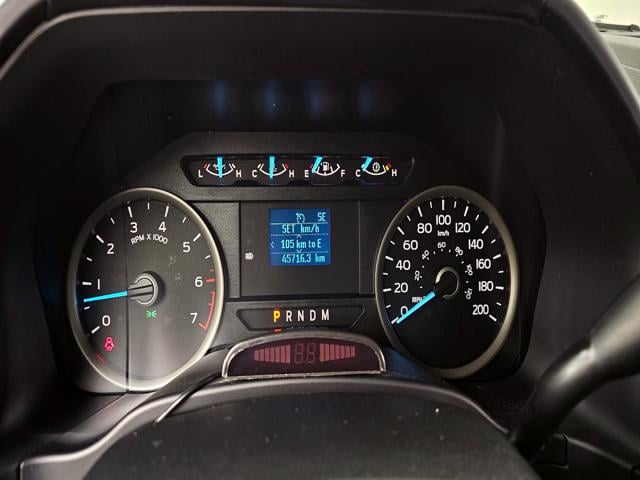 L H C H E F C H
SE
SET km/h
105 km to E
45716.3 km
0 1 2 3 4 5 6 7
RPM X 1000
0 20 40 60 80 100 120 140 160 180 200
km/h
P R N D M
88